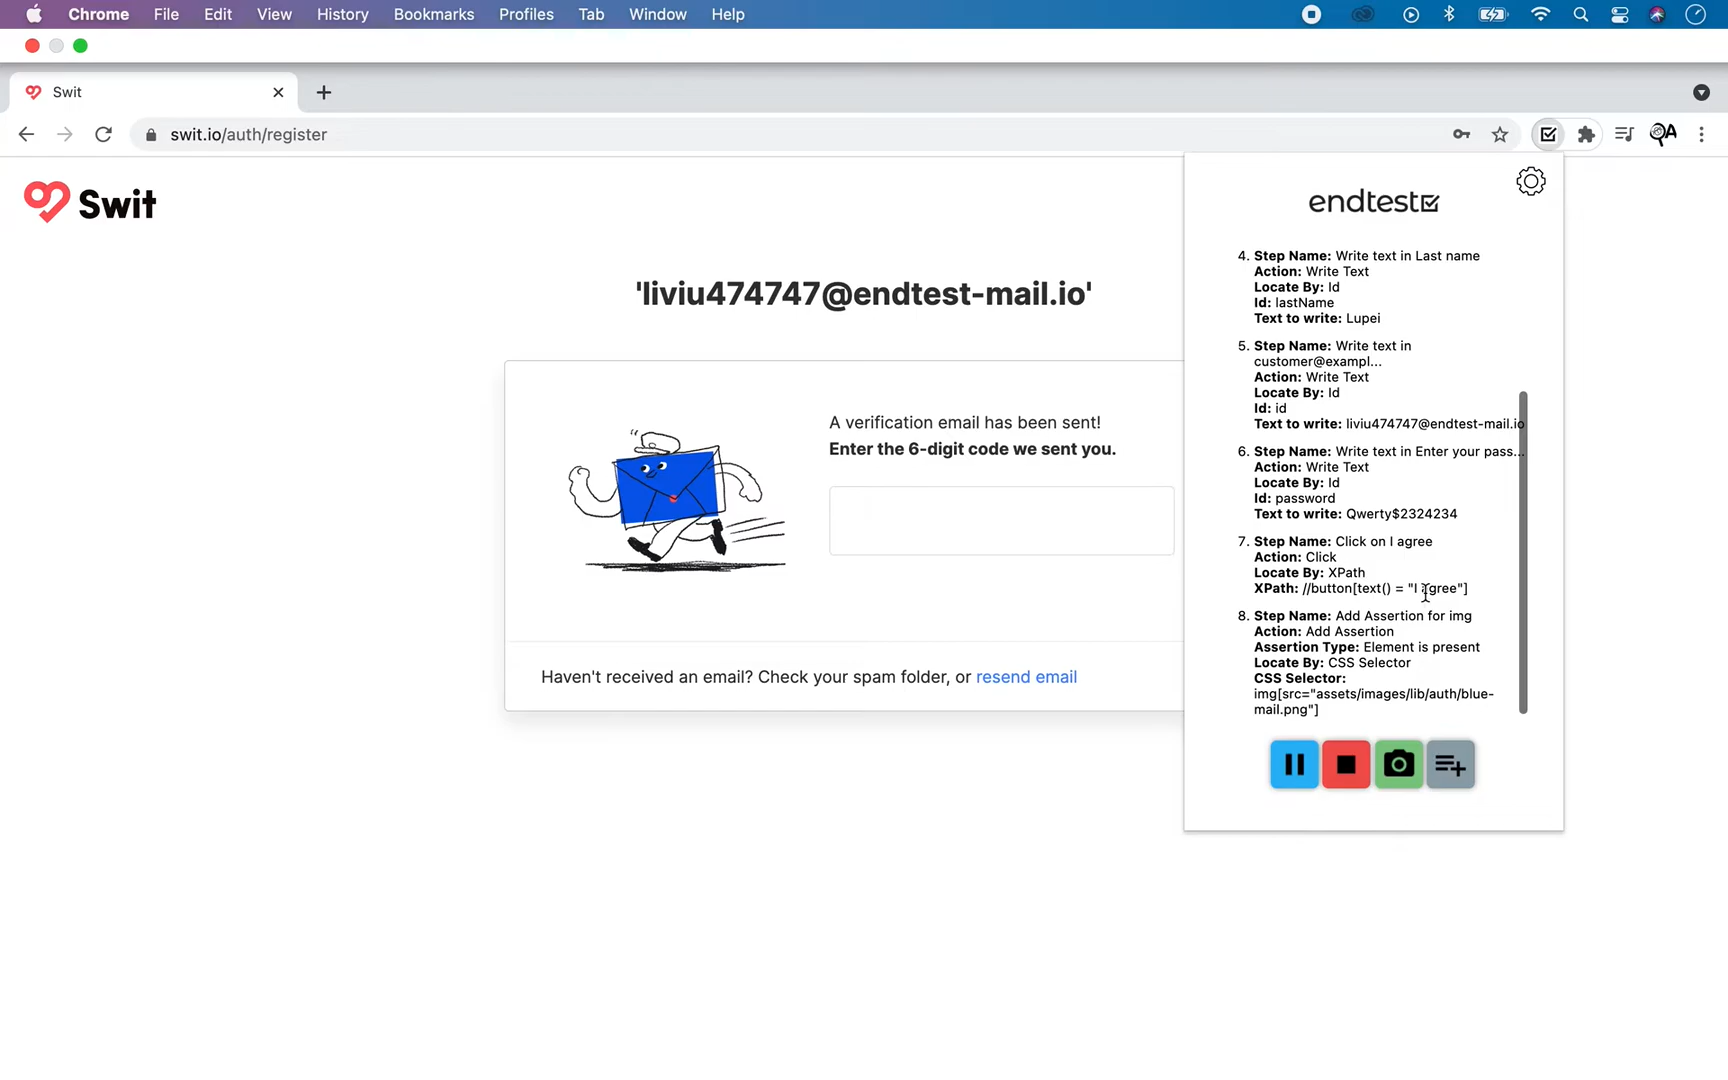 Chrome File Edit View History Bookmarks Profiles Tab Window Help
Swit
swit.io/auth/register
Swit
'liviu474747@endtest-mail.io'
A verification email has been sent!
Enter the 6-digit code we sent you.
Haven't received an email? Check your spam folder, or resend email
endtest
4. Step Name: Write text in Last name
Action: Write Text
Locate By: Id
Id: lastName
Text to write: Lupei
5. Step Name: Write text in
customer@exampl...
Action: Write Text
Locate By: Id
Id: id
Text to write: liviu474747@endtest-mail.io
6. Step Name: Write text in Enter your pass...
Action: Write Text
Locate By: Id
Id: password
Text to write: Qwerty$2324234
7. Step Name: Click on I agree
Action: Click
Locate By: XPath
XPath: //button[text() = "I agree"]
8. Step Name: Add Assertion for img
Action: Add Assertion
Assertion Type: Element is present
Locate By: CSS Selector
CSS Selector:
img[src="assets/images/lib/auth/blue-
mail.png"]